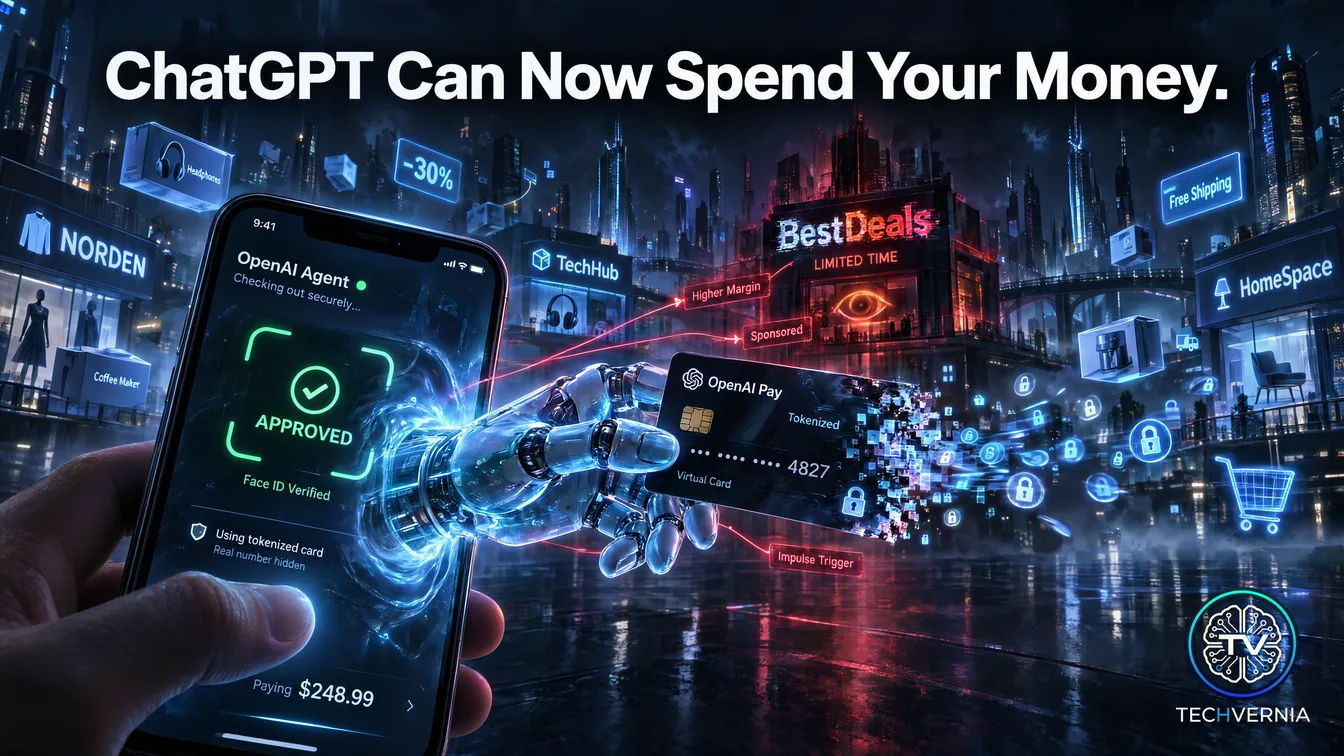 ChatGPT Can Now Spend Your Money.
Headphones
-30%
Free Shipping
NORDEN
9:41
OpenAI Agent
Checking out securely...
TechHub
BestDeals
LIMITED TIME
HomeSpace
Higher Margin
Sponsored
Coffee Maker
APPROVED
Face ID Verified
OpenAI Pay
Tokenized
•••• •••• •••• 4827
Virtual Card
Using tokenized card
Real number hidden
Impulse Trigger
Paying $248.99
TV
TECHVERNIA